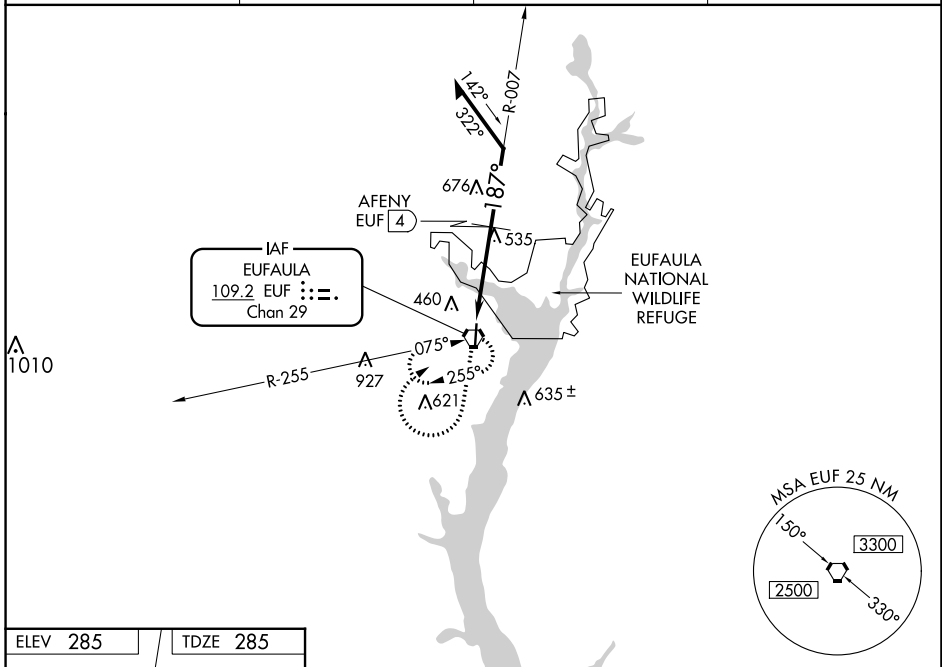 R-007
142°
322°
676
187°
AFENY
EUF 4
535
IAF
EUFAULA
109.2 EUF
Chan 29
EUFAULA
NATIONAL
WILDLIFE
REFUGE
460
1010
075°
R-255
927
255°
621
635 ±
MSA EUF 25 NM
150°
3300
2500
330°
ELEV 285
TDZE 285